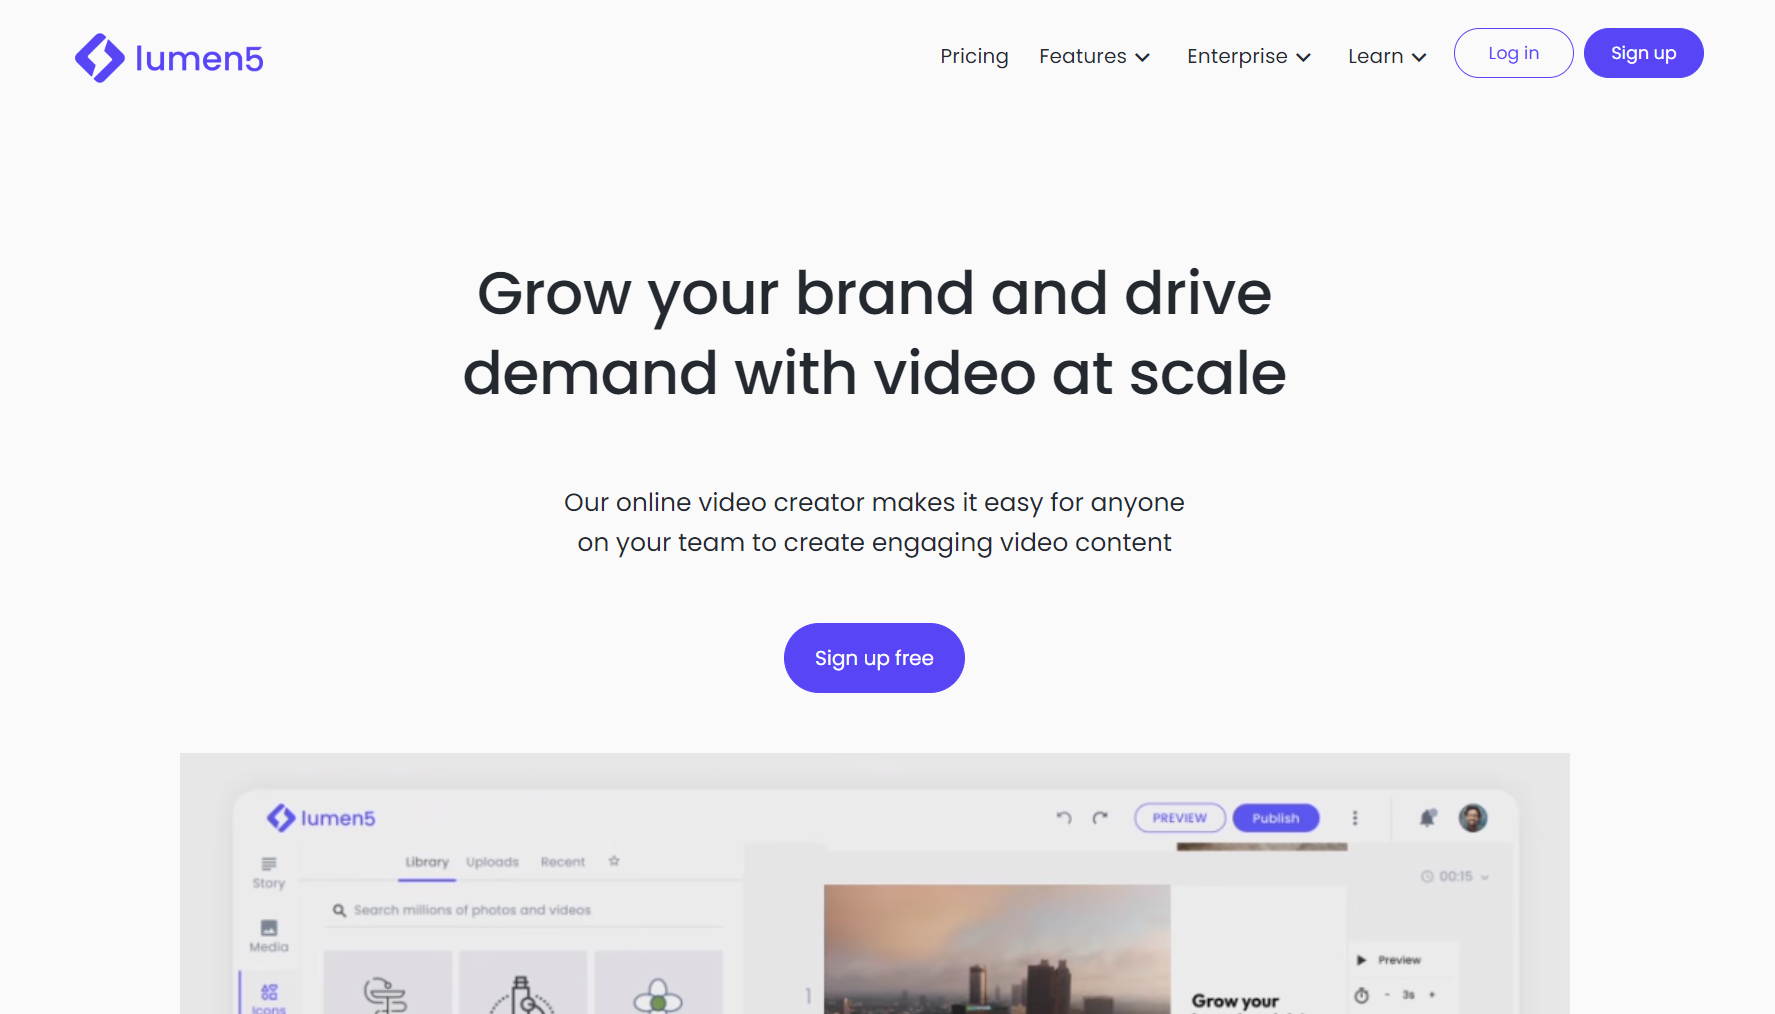 lumen5
Pricing
Features
Enterprise
Learn
Log in
Sign up
Grow your brand and drive
demand with video at scale
Our online video creator makes it easy for anyone
on your team to create engaging video content
Sign up free
lumen5
PREVIEW
Publish
Library
Uploads
Recent
00:15
Story
Search millions of photos and videos
Media
Preview
1
- 3s +
Grow your
Icons